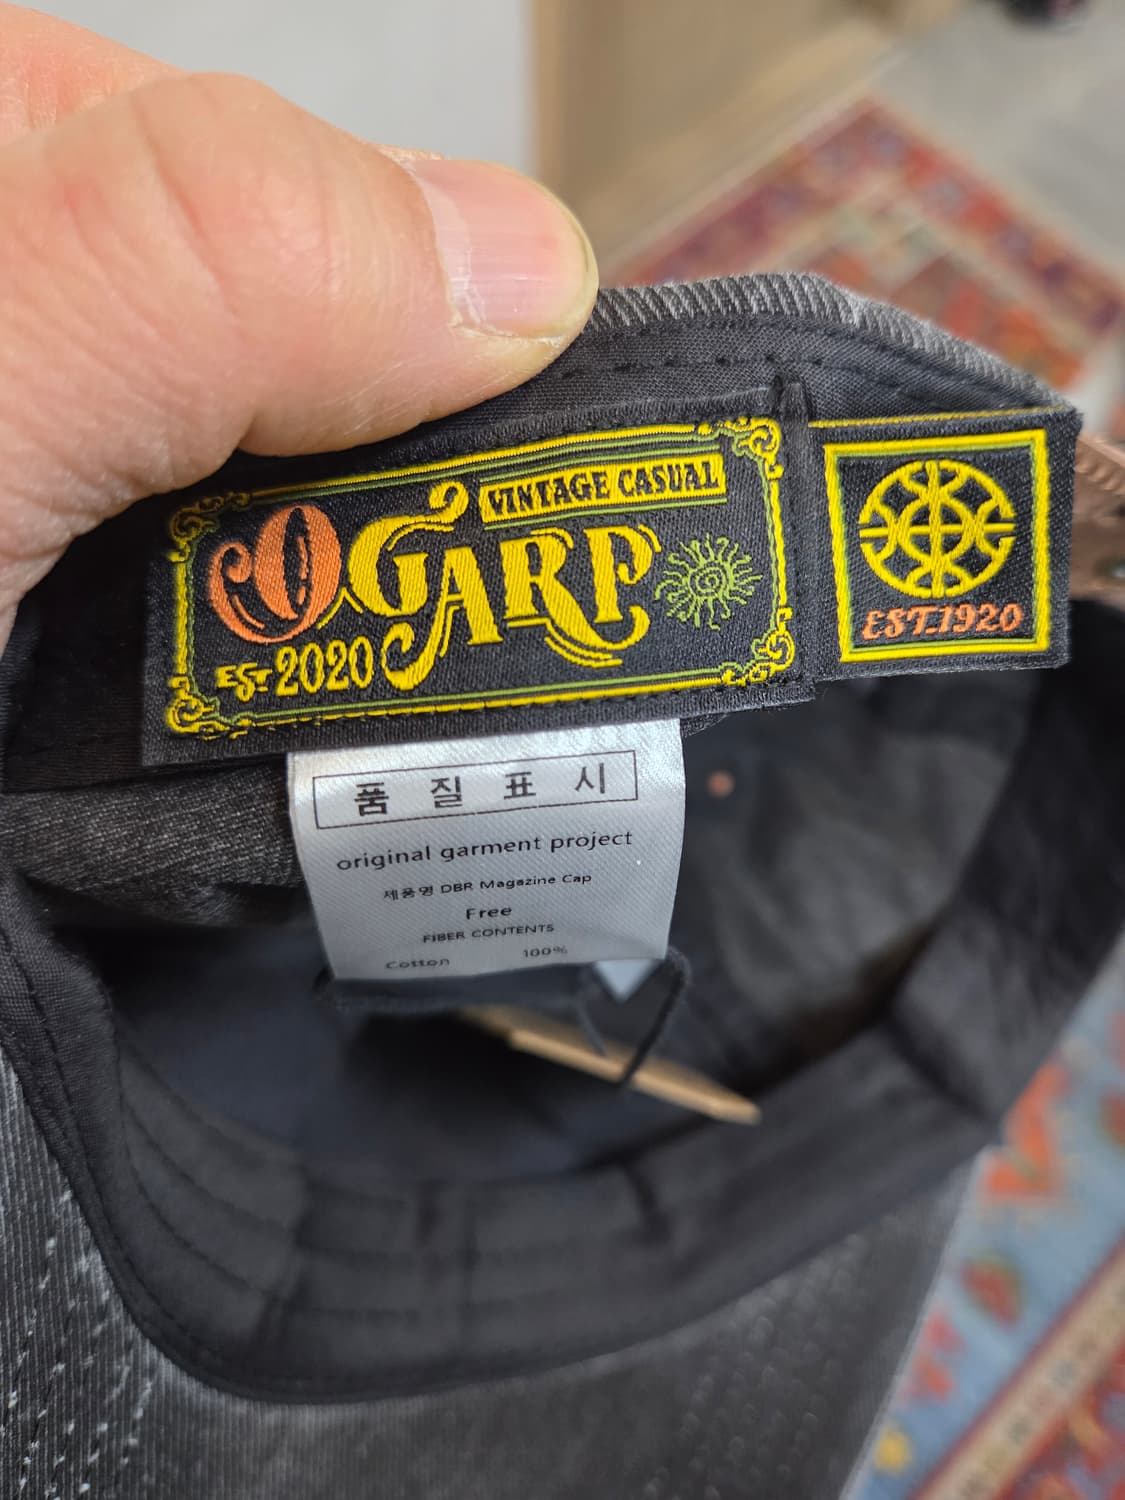 VINTAGE CASUAL
OGARP
EST 2020
EST.1920
품 질 표 시
original garment project
제품명 DBR Magazine Cap
Free
FIBER CONTENTS
Cotton 100%